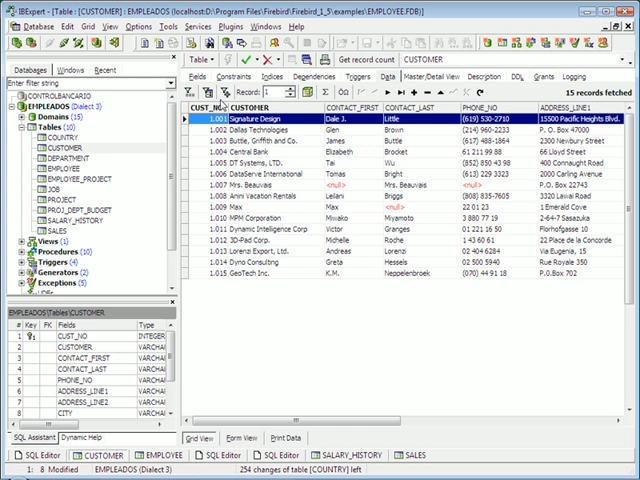 IBExpert - [Table : [CUSTOMER] : EMPLEADOS (localhost:D:\Program Files\Firebird\Firebird_1_5\examples\EMPLOYEE.FDB)]
Database Edit Grid View Options Tools Services Plugins Windows Help
Databases Windows Recent
Enter filter string
CONTROLBANCARIO
EMPLEADOS (Dialect 3)
Domains (15)
Tables (10)
COUNTRY
CUSTOMER
DEPARTMENT
EMPLOYEE
EMPLOYEE_PROJECT
JOB
PROJECT
PROJ_DEPT_BUDGET
SALARY_HISTORY
SALES
Views (1)
Procedures (10)
Triggers (4)
Generators (2)
Exceptions (5)
UDFs
EMPLEADOS\Tables\CUSTOMER
# Key FK Fields Type
1 1 CUST_NO INTEGER
2 CUSTOMER VARCHA
3 CONTACT_FIRST VARCHA
4 CONTACT_LAST VARCHA
5 PHONE_NO VARCHA
6 ADDRESS_LINE1 VARCHA
7 ADDRESS_LINE2 VARCHA
8 CITY VARCHA
SQL Assistant Dynamic Help
Table Get record count CUSTOMER
Fields Constraints Indices Dependencies Triggers Data Master/Detail View Description DDL Grants Logging
Record: 1 15 records fetched
CUST_NO CUSTOMER CONTACT_FIRST CONTACT_LAST PHONE_NO ADDRESS_LINE1
1.001 Signature Design Dale J. Little (619) 530-2710 15500 Pacific Heights Blvd.
1.002 Dallas Technologies Glen Brown (214) 960-2233 P. O. Box 47000
1.003 Buttle, Griffith and Co. James Buttle (617) 488-1864 2300 Newbury Street
1.004 Central Bank Elizabeth Brocket 61 211 99 88 66 Lloyd Street
1.005 DT Systems, LTD. Tai Wu (852) 850 43 98 400 Connaught Road
1.006 DataServe International Tomas Bright (613) 229 3323 2000 Carling Avenue
1.007 Mrs. Beauvais <null> Mrs. Beauvais <null> P.O. Box 22743
1.008 Anini Vacation Rentals Leilani Briggs (808) 835-7605 3320 Lawai Road
1.009 Max Max <null> 22 01 23 1 Emerald Cove
1.010 MPM Corporation Miwako Miyamoto 3 880 77 19 2-64-7 Sasazuka
1.011 Dynamic Intelligence Corp Victor Granges 01 221 16 50 Florhofgasse 10
1.012 3D-Pad Corp. Michelle Roche 1 43 60 61 22 Place de la Concorde
1.013 Lorenzi Export, Ltd. Andreas Lorenzi 02 404 6284 Via Eugenia, 15
1.014 Dyno Consulting Greta Hessels 02 500 5940 Rue Royale 350
1.015 GeoTech Inc. K.M. Neppelenbroek (070) 44 91 18 P.0.Box 702
Grid View Form View Print Data
SQL Editor CUSTOMER EMPLOYEE SQL Editor SQL Editor SALARY_HISTORY SALES
1: 8 Modified EMPLEADOS (Dialect 3) 254 changes of table [COUNTRY] left